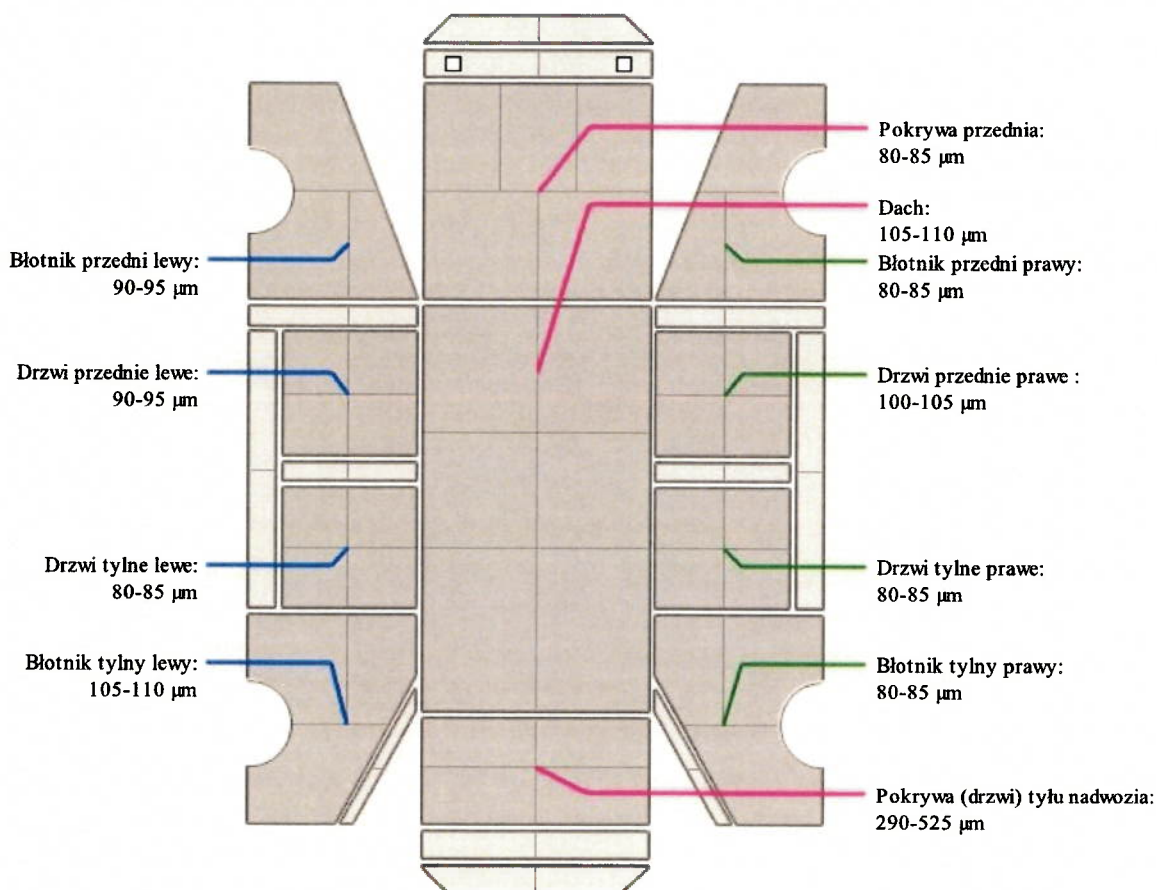 Pokrywa przednia:
80-85 µm
Dach:
105-110 µm
Błotnik przedni lewy:
90-95 µm
Błotnik przedni prawy:
80-85 µm
Drzwi przednie lewe:
90-95 µm
Drzwi przednie prawe :
100-105 µm
Drzwi tylne lewe:
80-85 µm
Drzwi tylne prawe:
80-85 µm
Błotnik tylny lewy:
105-110 µm
Błotnik tylny prawy:
80-85 µm
Pokrywa (drzwi) tyłu nadwozia:
290-525 µm